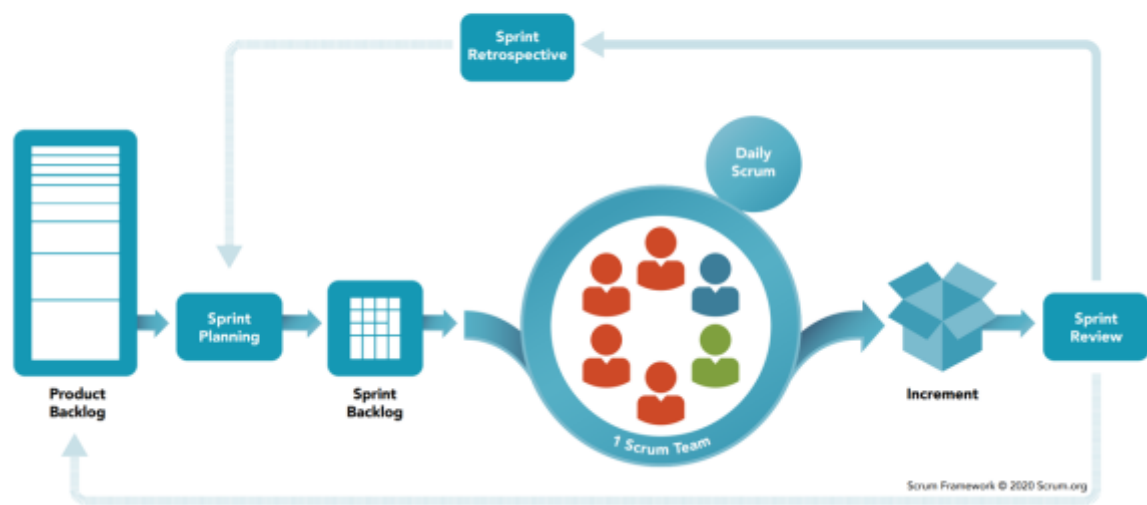 Sprint
Retrospective
Daily
Scrum
Sprint
Planning
Sprint
Review
Product
Backlog
Sprint
Backlog
Increment
1 Scrum Team
Scrum Framework © 2020 Scrum.org